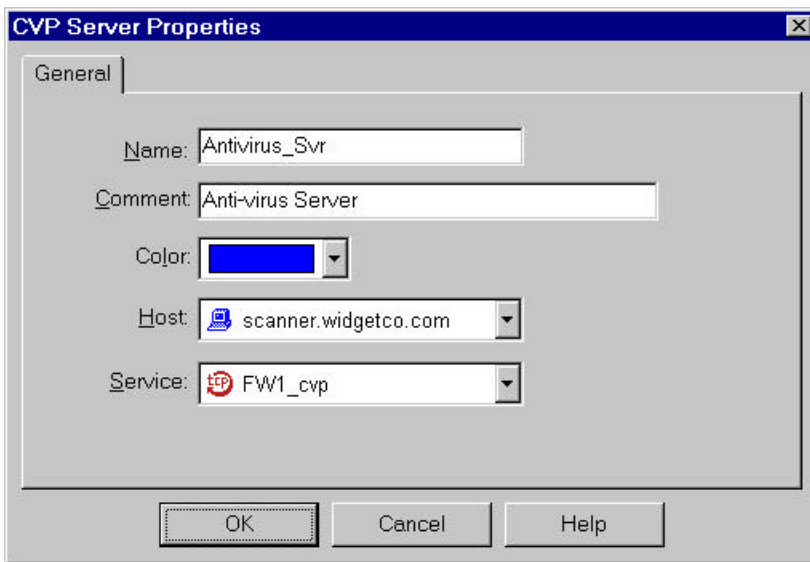 CVP Server Properties
General
Name: Antivirus_Svr
Comment: Anti-virus Server
Color:
Host: scanner.widgetco.com
Service: TCP FW1_cvp
OK Cancel Help